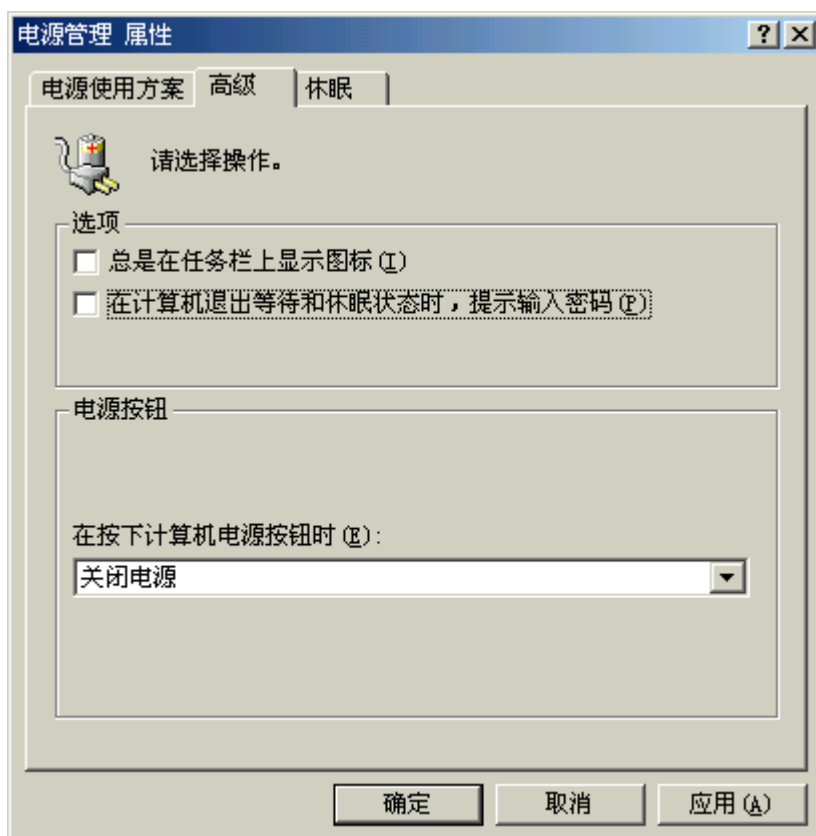 电源管理 属性
电源使用方案 高级 休眠
请选择操作。
选项
总是在任务栏上显示图标(I)
在计算机退出等待和休眠状态时，提示输入密码(P)
电源按钮
在按下计算机电源按钮时(E):
关闭电源
确定 取消 应用(A)